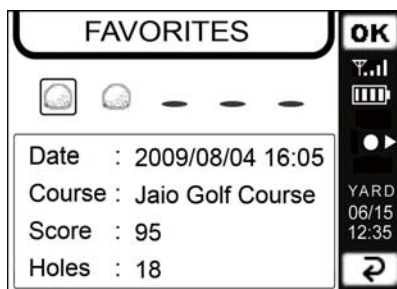 FAVORITES
OK
Date : 2009/08/04 16:05
Course : Jaio Golf Course
Score : 95
Holes : 18
YARD
06/15
12:35